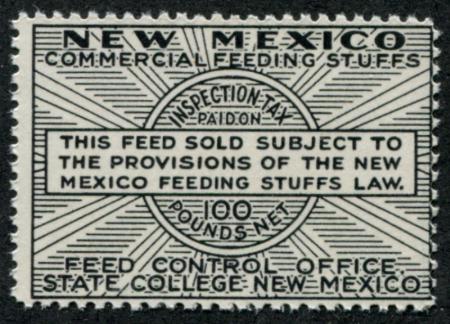 NEW MEXICO
COMMERCIAL FEEDING STUFFS
INSPECTION-TAX
PAID ON
THIS FEED SOLD SUBJECT TO
THE PROVISIONS OF THE NEW
MEXICO FEEDING STUFFS LAW.
100
POUNDS-NET
FEED CONTROL OFFICE,
STATE COLLEGE-NEW MEXICO